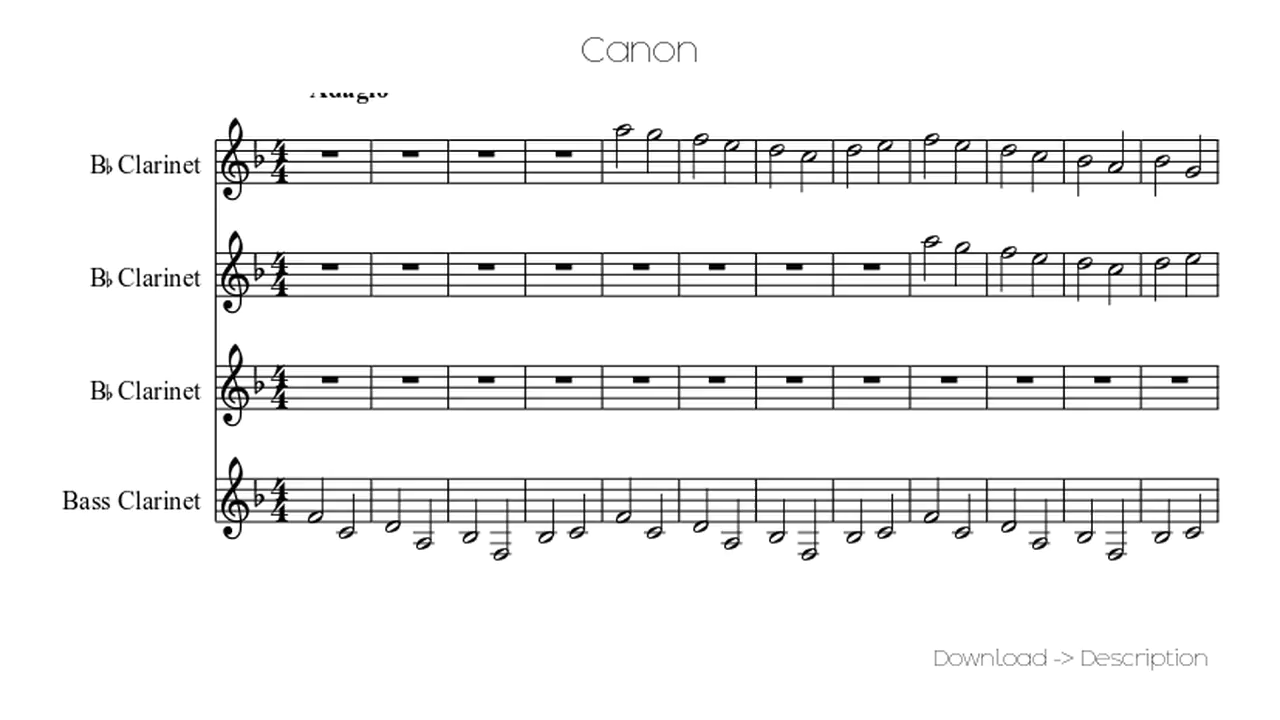 Canon
Adagio
B♭ Clarinet
B♭ Clarinet
B♭ Clarinet
Bass Clarinet
Download -> Description